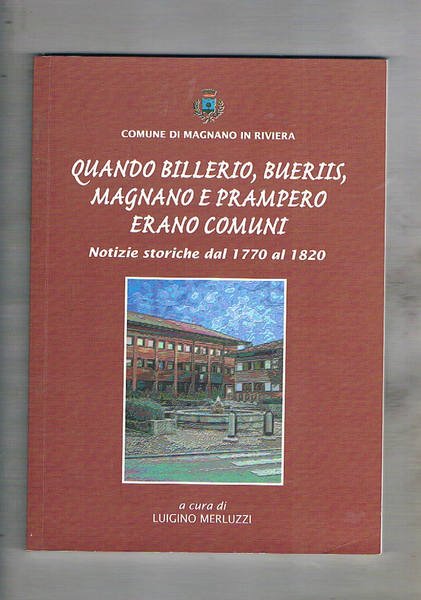 COMUNE DI MAGNANO IN RIVIERA
QUANDO BILLERIO, BUERIIS,
MAGNANO E PRAMPERO
ERANO COMUNI
Notizie storiche dal 1770 al 1820
a cura di
LUIGINO MERLUZZI